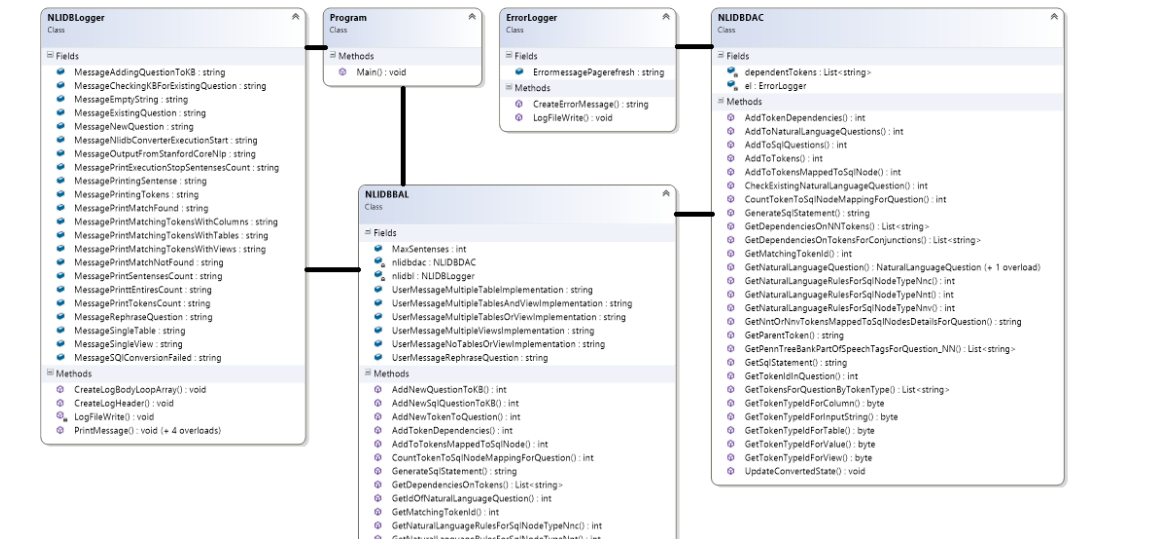 NLIDBLogger
Class
Fields
MessageAddingQuestionToKB : string
MessageCheckingKBForExistingQuestion : string
MessageEmptyString : string
MessageExistingQuestion : string
MessageNewQuestion : string
MessageNlidbConverterExecutionStart : string
MessageOutputFromStanfordCoreNlp : string
MessagePrintExecutionStopSentensesCount : string
MessagePrintingSentense : string
MessagePrintingTokens : string
MessagePrintMatchFound : string
MessagePrintMatchingTokensWithColumns : string
MessagePrintMatchingTokensWithTables : string
MessagePrintMatchingTokensWithViews : string
MessagePrintMatchNotFound : string
MessagePrintSentensesCount : string
MessagePrinttEntiresCount : string
MessagePrintTokensCount : string
MessageRephraseQuestion : string
MessageSingleTable : string
MessageSingleView : string
MessageSQlConversionFailed : string
Methods
CreateLogBodyLoopArray() : void
CreateLogHeader() : void
LogFileWrite() : void
PrintMessage() : void (+ 4 overloads)
Program
Class
Methods
Main() : void
ErrorLogger
Class
Fields
ErrormessagePagerefresh : string
Methods
CreateErrorMessage() : string
LogFileWrite() : void
NLIDBBAL
Class
Fields
MaxSentenses : int
nlidbdac : NLIDBDAC
nlidbl : NLIDBLogger
UserMessageMultipleTableImplementation : string
UserMessageMultipleTablesAndViewImplementation : string
UserMessageMultipleTablesOrViewImplementation : string
UserMessageMultipleViewsImplementation : string
UserMessageNoTablesOrViewImplementation : string
UserMessageRephraseQuestion : string
Methods
AddNewQuestionToKB() : int
AddNewSqlQuestionToKB() : int
AddNewTokenToQuestion() : int
AddTokenDependencies() : int
AddToTokensMappedToSqlNode() : int
CountTokenToSqlNodeMappingForQuestion() : int
GenerateSqlStatement() : string
GetDependenciesOnTokens() : List<string>
GetIdOfNaturalLanguageQuestion() : int
GetMatchingTokenId() : int
GetNaturalLanguageRulesForSqlNodeTypeNnc() : int
GetNaturalLanguageRulesForSqlNodeTypeNnt() : int
NLIDBDAC
Class
Fields
dependentTokens : List<string>
el : ErrorLogger
Methods
AddTokenDependencies() : int
AddToNaturalLanguageQuestions() : int
AddToSqlQuestions() : int
AddToTokens() : int
AddToTokensMappedToSqlNode() : int
CheckExistingNaturalLanguageQuestion() : int
CountTokenToSqlNodeMappingForQuestion() : int
GenerateSqlStatement() : string
GetDependenciesOnNNTokens() : List<string>
GetDependenciesOnTokensForConjunctions() : List<string>
GetMatchingTokenId() : int
GetNaturalLanguageQuestion() : NaturalLanguageQuestion (+ 1 overload)
GetNaturalLanguageRulesForSqlNodeTypeNnc() : int
GetNaturalLanguageRulesForSqlNodeTypeNnt() : int
GetNaturalLanguageRulesForSqlNodeTypeNnv() : int
GetNntOrNnvTokensMappedToSqlNodesDetailsForQuestion() : string
GetParentToken() : string
GetPennTreeBankPartOfSpeechTagsForQuestion_NN() : List<string>
GetSqlStatement() : string
GetTokenIdInQuestion() : int
GetTokensForQuestionByTokenType() : List<string>
GetTokenTypeIdForColumn() : byte
GetTokenTypeIdForInputString() : byte
GetTokenTypeIdForTable() : byte
GetTokenTypeIdForValue() : byte
GetTokenTypeIdForView() : byte
UpdateConvertedState() : void